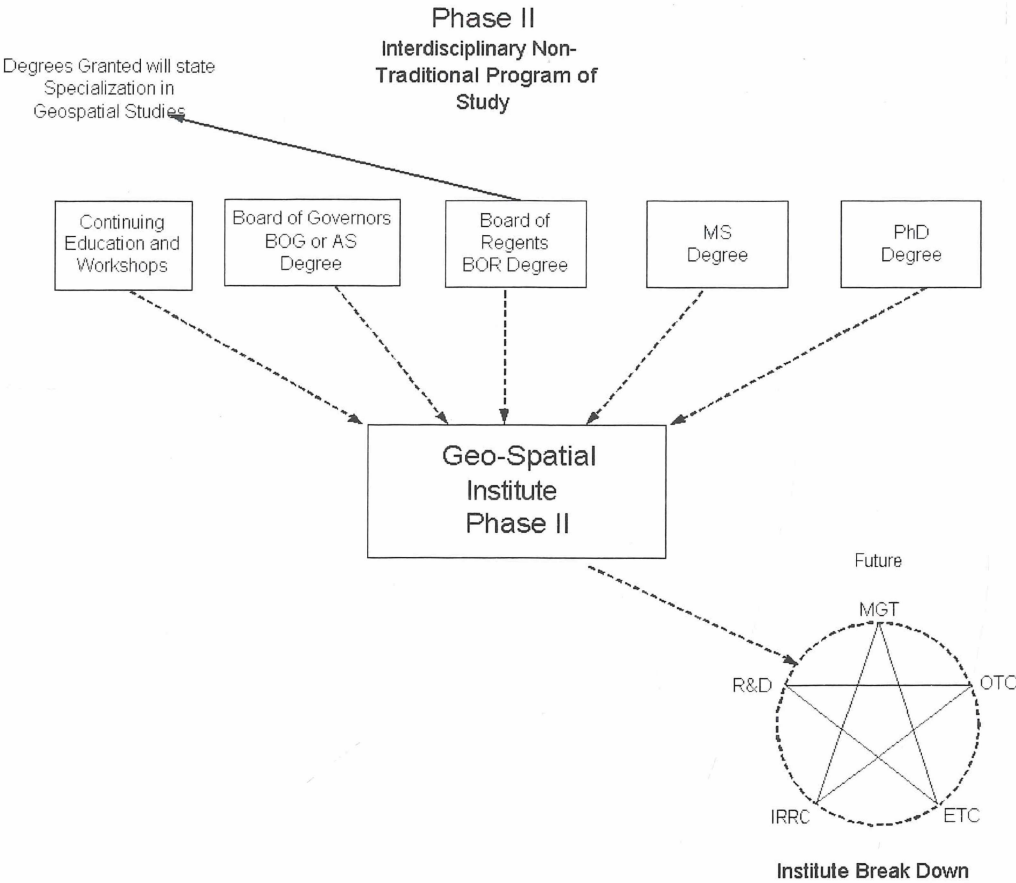 Phase II
Interdisciplinary Non-
Traditional Program of
Study
Degrees Granted will state
Specialization in
Geospatial Studies
Continuing
Education and
Workshops
Board of Governors
BOG or AS
Degree
Board of
Regents
BOR Degree
MS
Degree
PhD
Degree
Geo-Spatial
Institute
Phase II
Future
MGT
R&D
OTC
IRRC
ETC
Institute Break Down